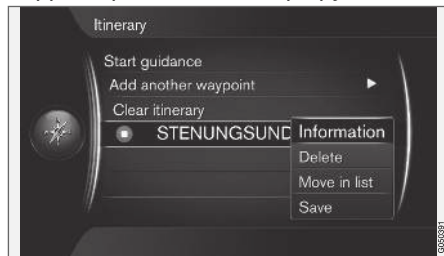 Itinerary
Start guidance
Add another waypoint
Clear itinerary
STENUNGSUND
Information
Delete
Move in list
Save
G050391